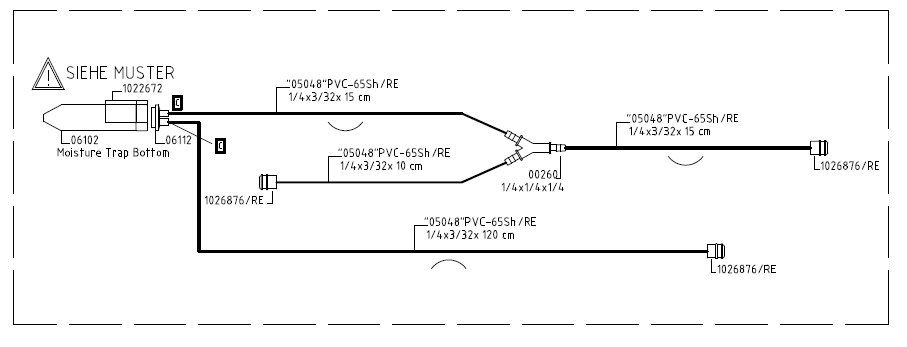 SIEHE MUSTER
1022672
06102
06112
Moisture Trap Bottom
"05048"PVC-65Sh/RE
1/4x3/32x 15 cm
"05048"PVC-65Sh/RE
1/4x3/32x 10 cm
1026876/RE
00260
1/4x1/4x1/4
"05048"PVC-65Sh/RE
1/4x3/32x 15 cm
1026876/RE
"05048"PVC-65Sh/RE
1/4x3/32x 120 cm
1026876/RE